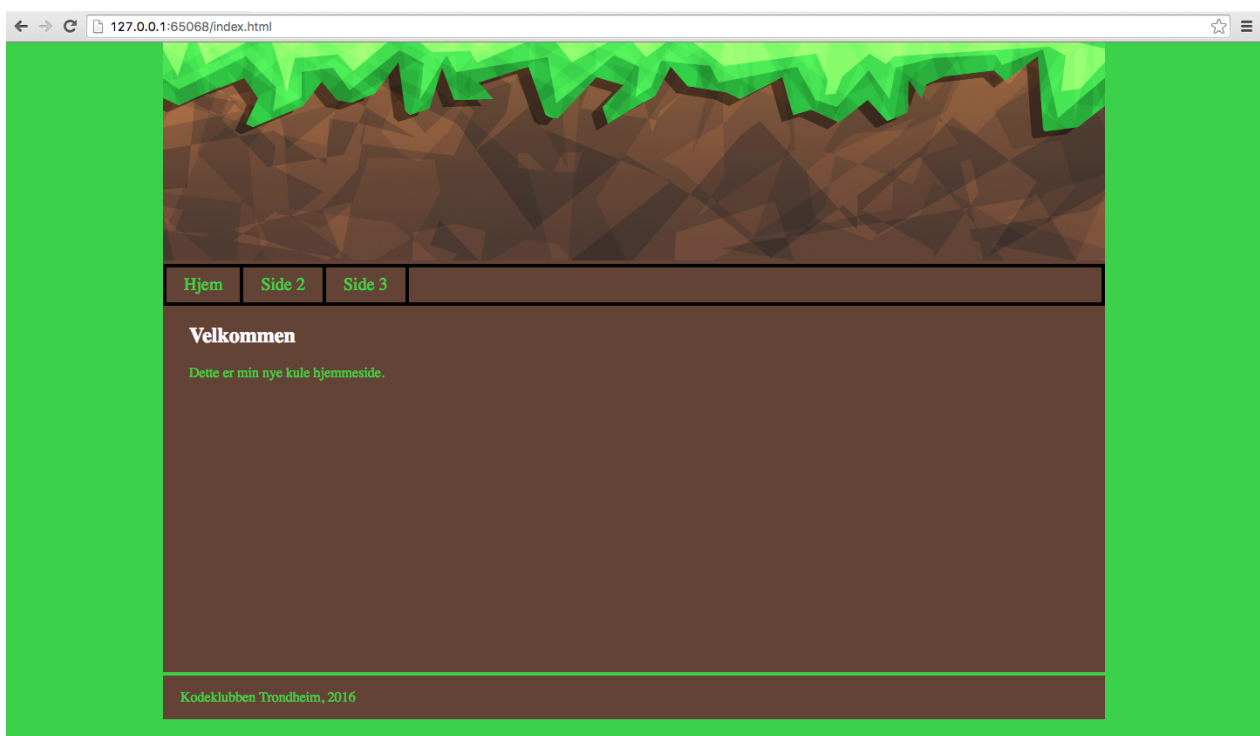 127.0.0.1:65068/index.html
Hjem Side 2 Side 3
Velkommen
Dette er min nye kule hjemmeside.
Kodeklubben Trondheim, 2016